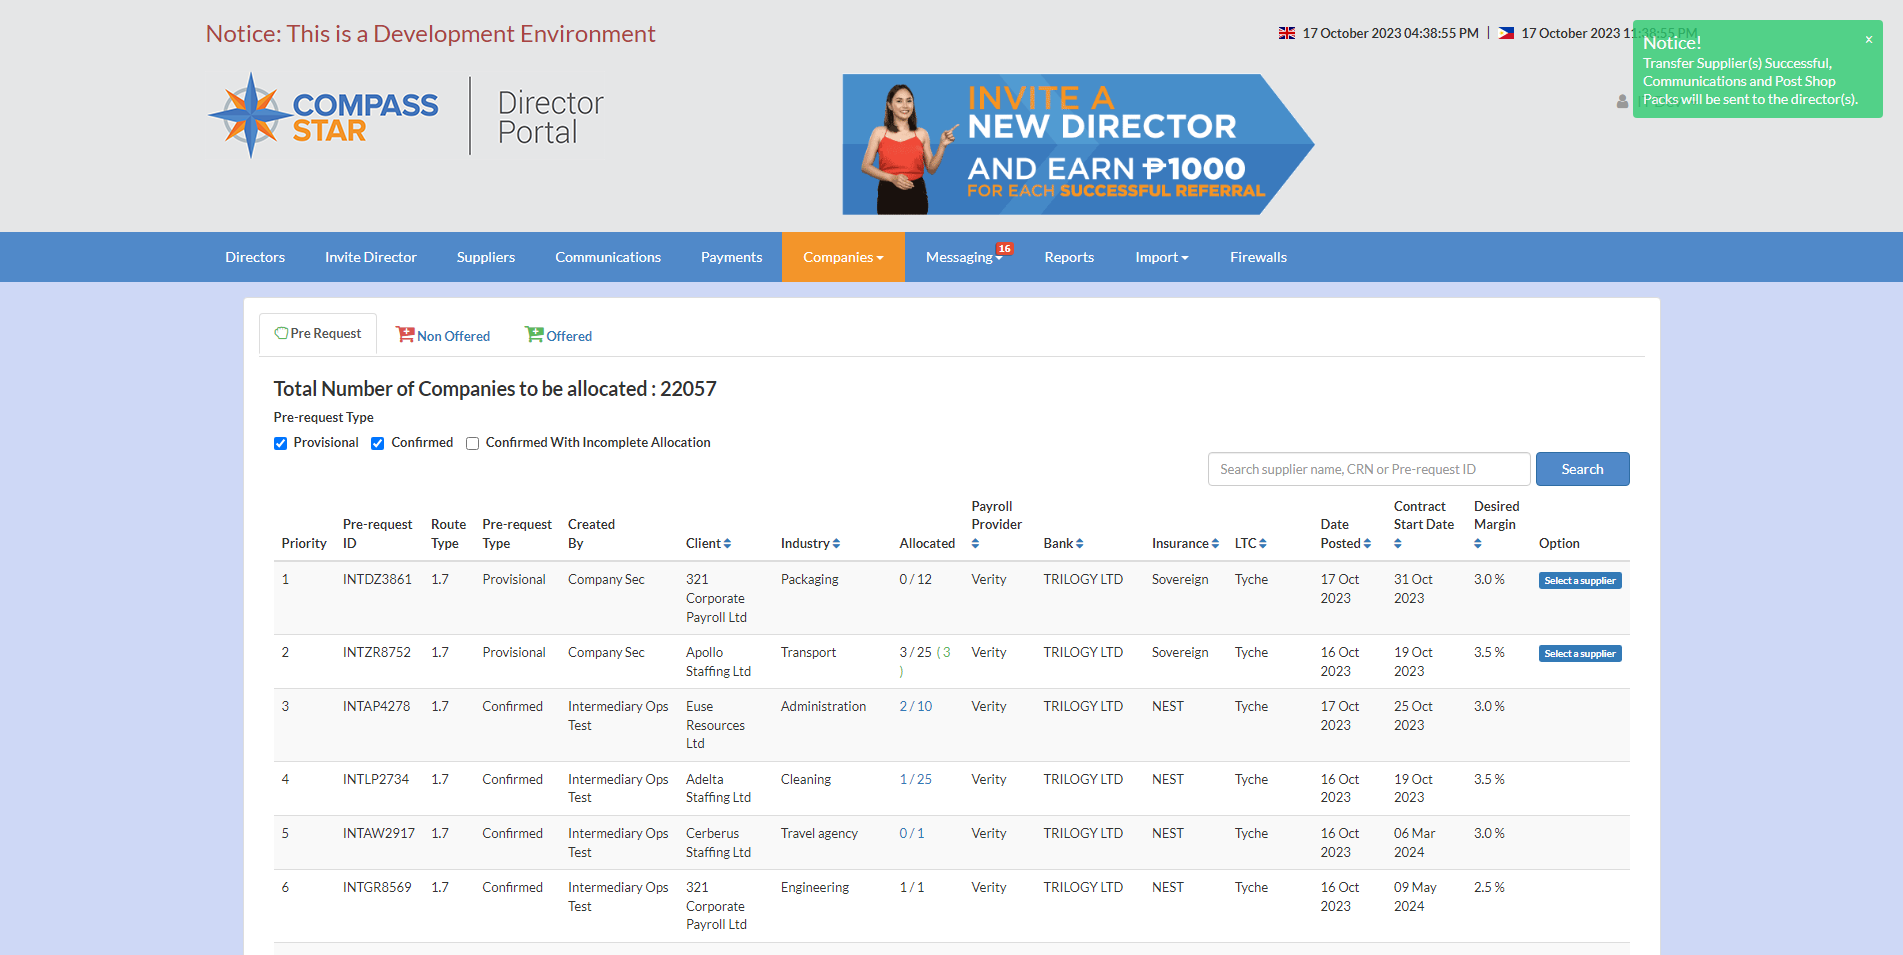 Notice: This is a Development Environment
17 October 2023 04:38:55 PM | 17 October 2023 11:38:55 PM
Notice! ×
Transfer Supplier(s) Successful,
Communications and Post Shop
Packs will be sent to the director(s).
COMPASS
STAR
Director
Portal
INVITE A
NEW DIRECTOR
AND EARN ₱1000
FOR EACH SUCCESSFUL REFERRAL
Directors Invite Director Suppliers Communications Payments Companies Messaging 16 Reports Import Firewalls
Pre Request Non Offered Offered
Total Number of Companies to be allocated : 22057
Pre-request Type
Provisional Confirmed Confirmed With Incomplete Allocation
Search supplier name, CRN or Pre-request ID Search
Priority Pre-request ID Route Type Pre-request Type Created By Client Industry Allocated Payroll Provider Bank Insurance LTC Date Posted Contract Start Date Desired Margin Option
1 INTDZ3861 1.7 Provisional Company Sec 321 Corporate Payroll Ltd Packaging 0 / 12 Verity TRILOGY LTD Sovereign Tyche 17 Oct 2023 31 Oct 2023 3.0 % Select a supplier
2 INTZR8752 1.7 Provisional Company Sec Apollo Staffing Ltd Transport 3 / 25 ( 3 ) Verity TRILOGY LTD Sovereign Tyche 16 Oct 2023 19 Oct 2023 3.5 % Select a supplier
3 INTAP4278 1.7 Confirmed Intermediary Ops Test Euse Resources Ltd Administration 2 / 10 Verity TRILOGY LTD NEST Tyche 17 Oct 2023 25 Oct 2023 3.0 %
4 INTLP2734 1.7 Confirmed Intermediary Ops Test Adelta Staffing Ltd Cleaning 1 / 25 Verity TRILOGY LTD NEST Tyche 16 Oct 2023 19 Oct 2023 3.5 %
5 INTAW2917 1.7 Confirmed Intermediary Ops Test Cerberus Staffing Ltd Travel agency 0 / 1 Verity TRILOGY LTD NEST Tyche 16 Oct 2023 06 Mar 2024 3.0 %
6 INTGR8569 1.7 Confirmed Intermediary Ops Test 321 Corporate Payroll Ltd Engineering 1 / 1 Verity TRILOGY LTD NEST Tyche 16 Oct 2023 09 May 2024 2.5 %